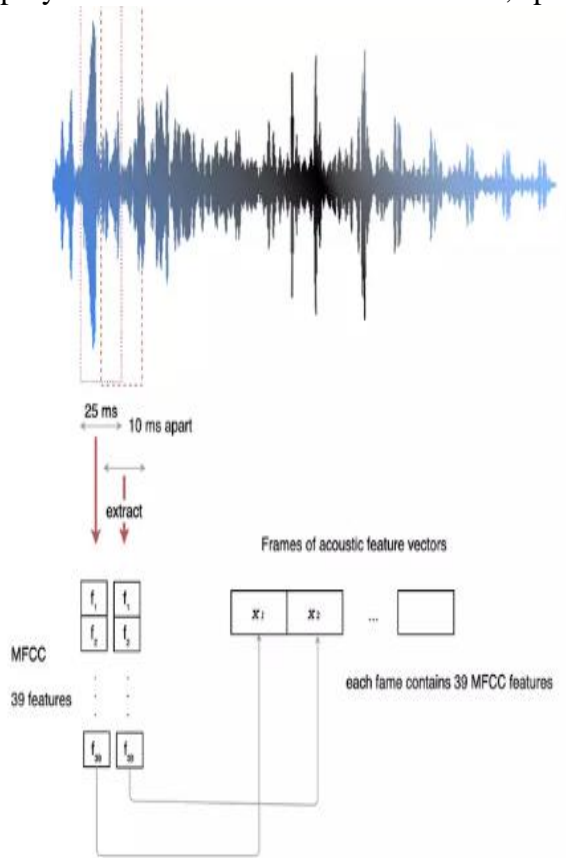 25 ms
10 ms apart
extract
Frames of acoustic feature vectors
f1 f1
f2 f2
x1 x2 ...
MFCC
each fame contains 39 MFCC features
39 features
f39 f39